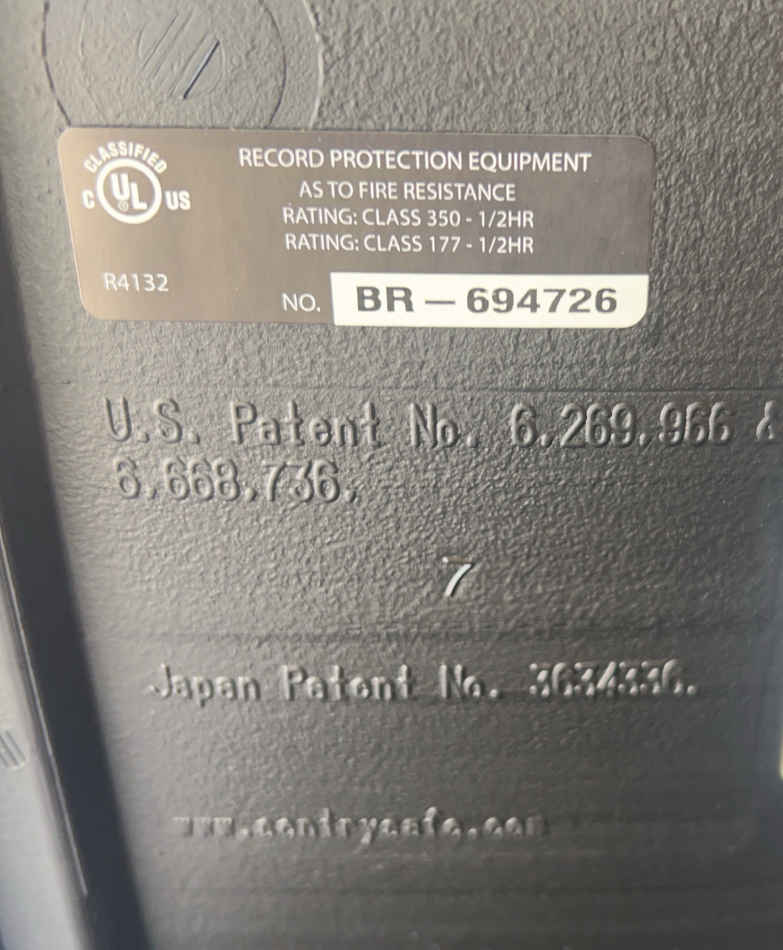 CLASSIFIED
C UL® US
RECORD PROTECTION EQUIPMENT
AS TO FIRE RESISTANCE
RATING: CLASS 350 - 1/2HR
RATING: CLASS 177 - 1/2HR
R4132
NO. BR – 694726
U.S. Patent No. 6,269,966 &
6,668,736.
7
Japan Patent No. 3634336.
www.sentrysafe.com